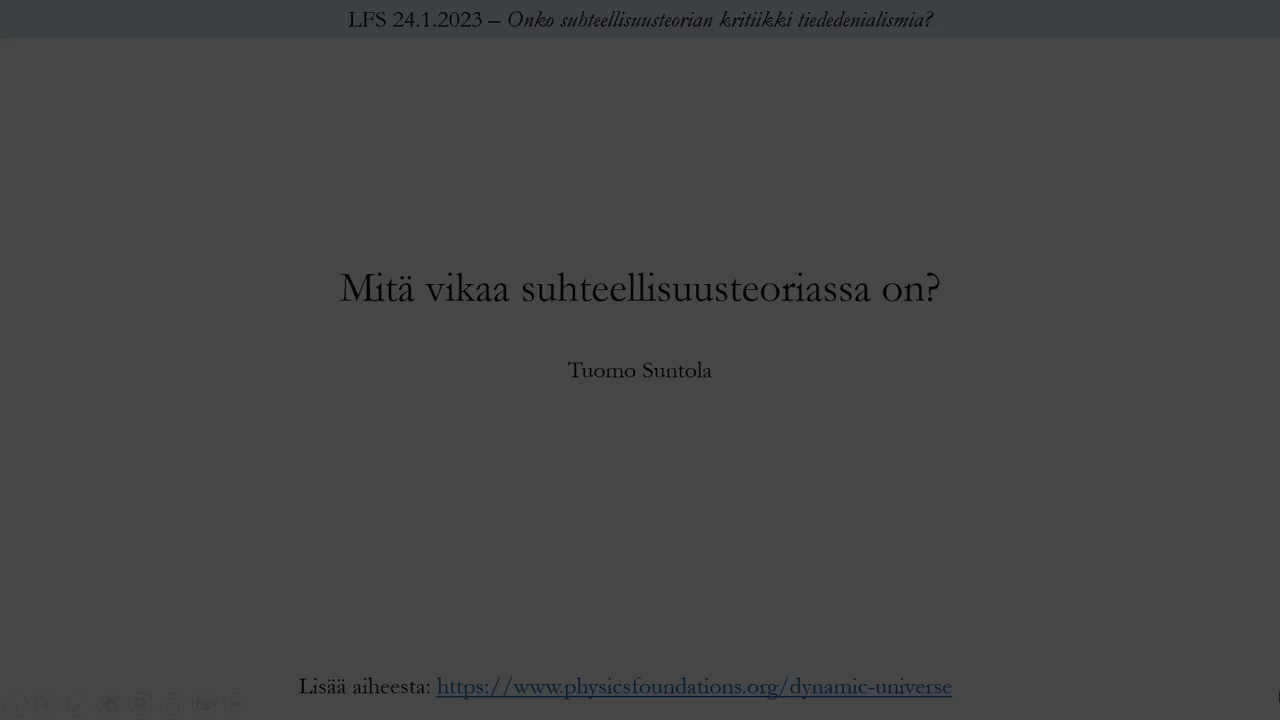 LFS 24.1.2023 – Onko suhteellisuusteorian kritiikki tiededenialismia?
Mitä vikaa suhteellisuusteoriassa on?
Tuomo Suntola
Lisää aiheesta: https://www.physicsfoundations.org/dynamic-universe